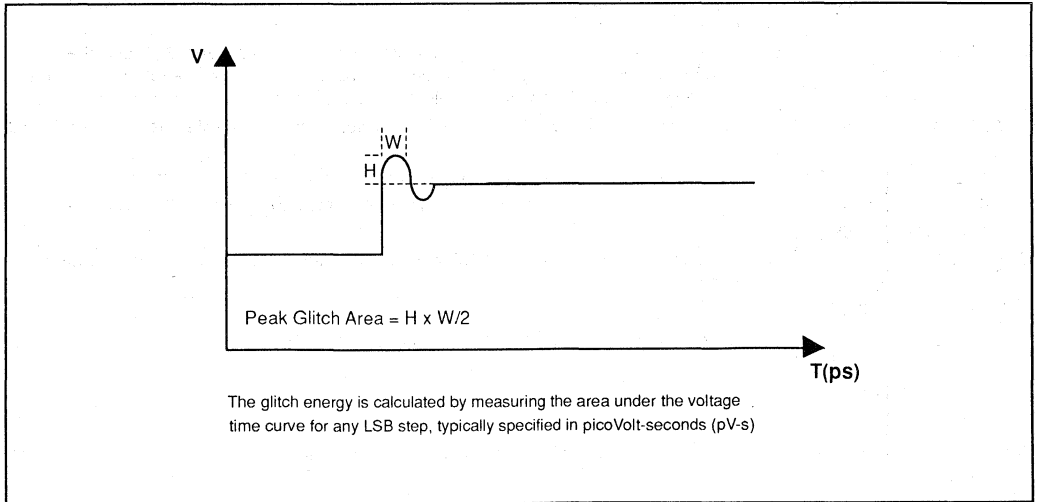 V
W
H
Peak Glitch Area = H x W/2
T(ps)
The glitch energy is calculated by measuring the area under the voltage
time curve for any LSB step, typically specified in picoVolt-seconds (pV-s)